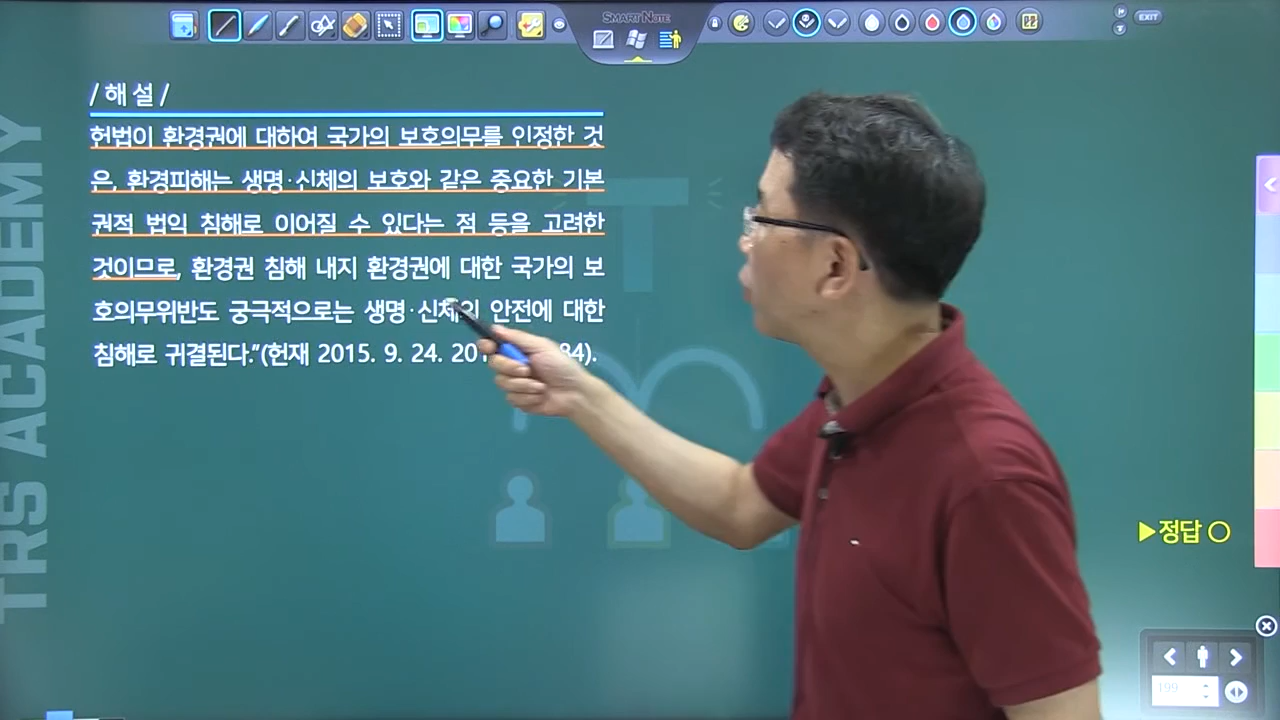 SMART NOTE
EXIT
/ 해 설 /
헌법이 환경권에 대하여 국가의 보호의무를 인정한 것
은, 환경피해는 생명·신체의 보호와 같은 중요한 기본
권적 법익 침해로 이어질 수 있다는 점 등을 고려한
것이므로, 환경권 침해 내지 환경권에 대한 국가의 보
호의무위반도 궁극적으로는 생명·신체의 안전에 대한
침해로 귀결된다.”(헌재 2015. 9. 24. 84).
TRS ACADEMY
▶정답 ○
199